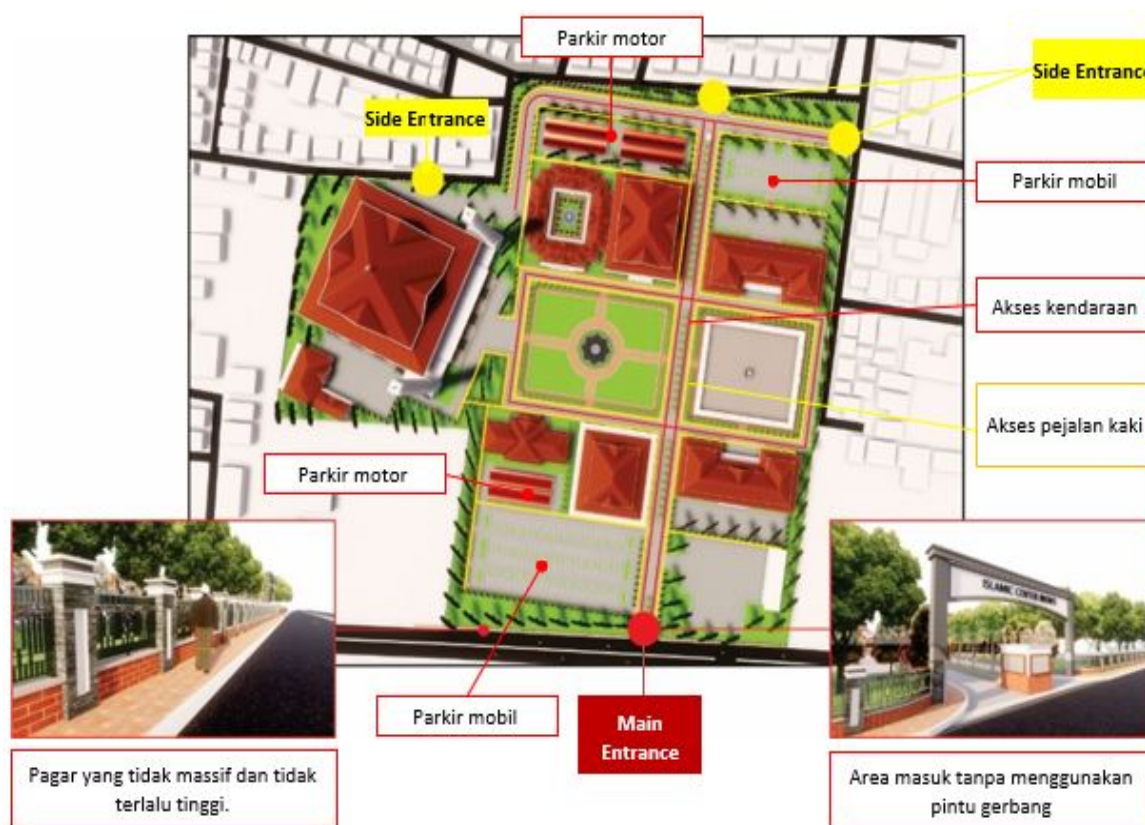 Parkir motor
Side Entrance
Side Entrance
Parkir mobil
Akses kendaraan
Akses pejalan kaki
Parkir motor
ISLAMIC CENTER
Parkir mobil
Main
Entrance
Pagar yang tidak massif dan tidak
terlalu tinggi.
Area masuk tanpa menggunakan
pintu gerbang